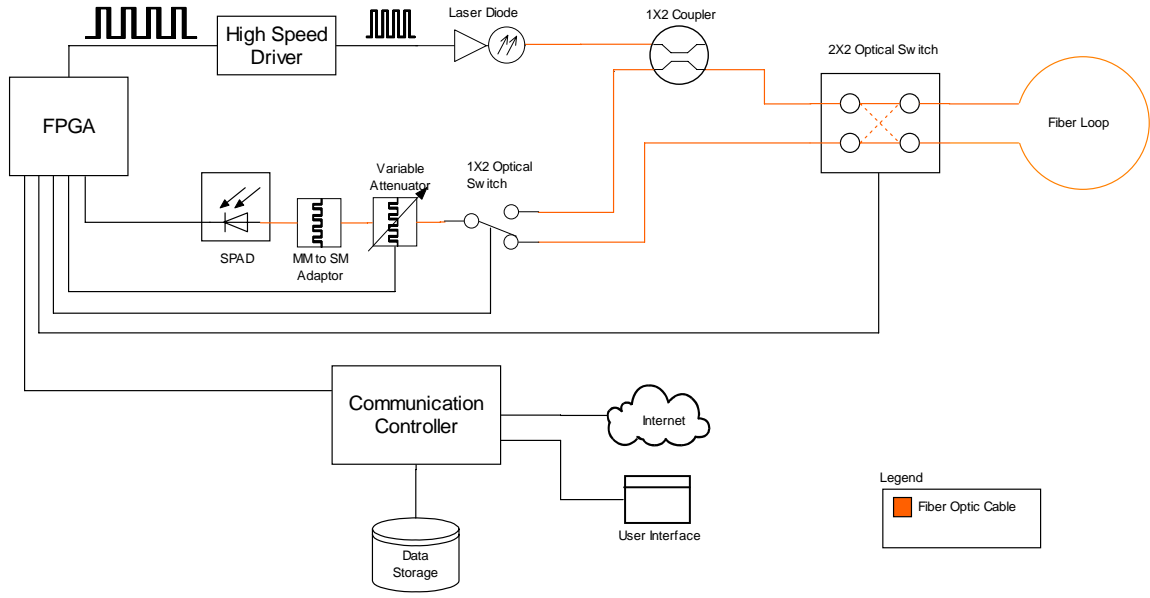 Laser Diode
1X2 Coupler
High Speed
Driver
2X2 Optical Switch
FPGA
Fiber Loop
Variable
Attenuator
1X2 Optical
Switch
SPAD
MM to SM
Adaptor
Communication
Controller
Internet
User Interface
Data
Storage
Legend
Fiber Optic Cable